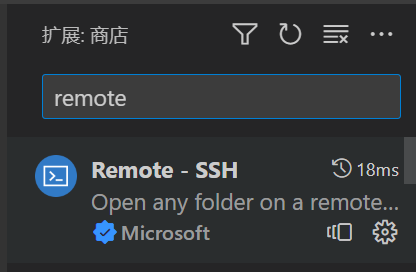 扩展: 商店
remote
Remote - SSH 18ms
Open any folder on a remote...
Microsoft